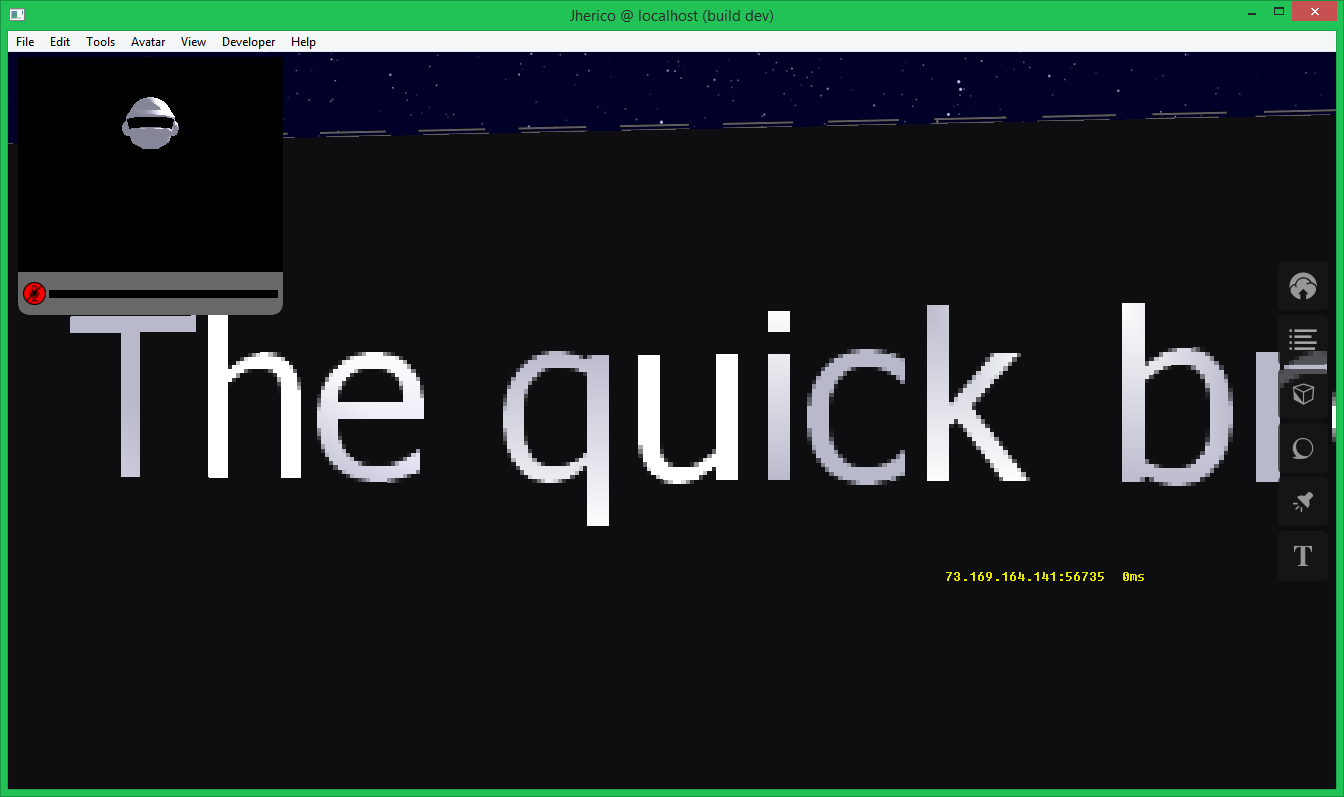 Jherico @ localhost (build dev)
File Edit Tools Avatar View Developer Help
The quick br
73.169.164.141:56735 0ms
T